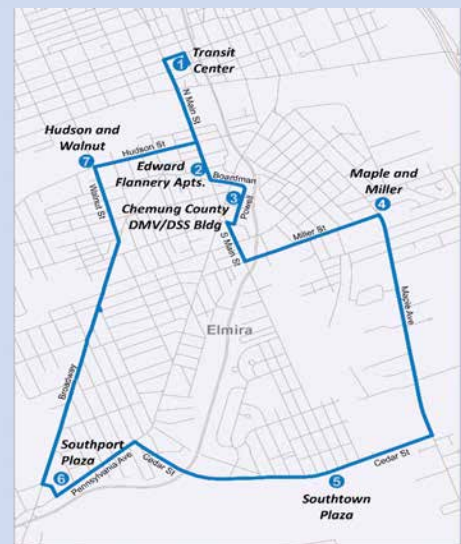 1
Transit
Center
N Main St
Hudson and
Walnut
7
Hudson St
Edward
Flannery Apts.
2
Boardman
Maple and
Miller
4
3
Powell
Chemung County
DMV/DSS Bldg
S Main St
Miller St
Walnut St
Maple Ave
Elmira
Broadway
Southport
Plaza
6
Pennsylvania Ave
Cedar St
Cedar St
5
Southtown
Plaza